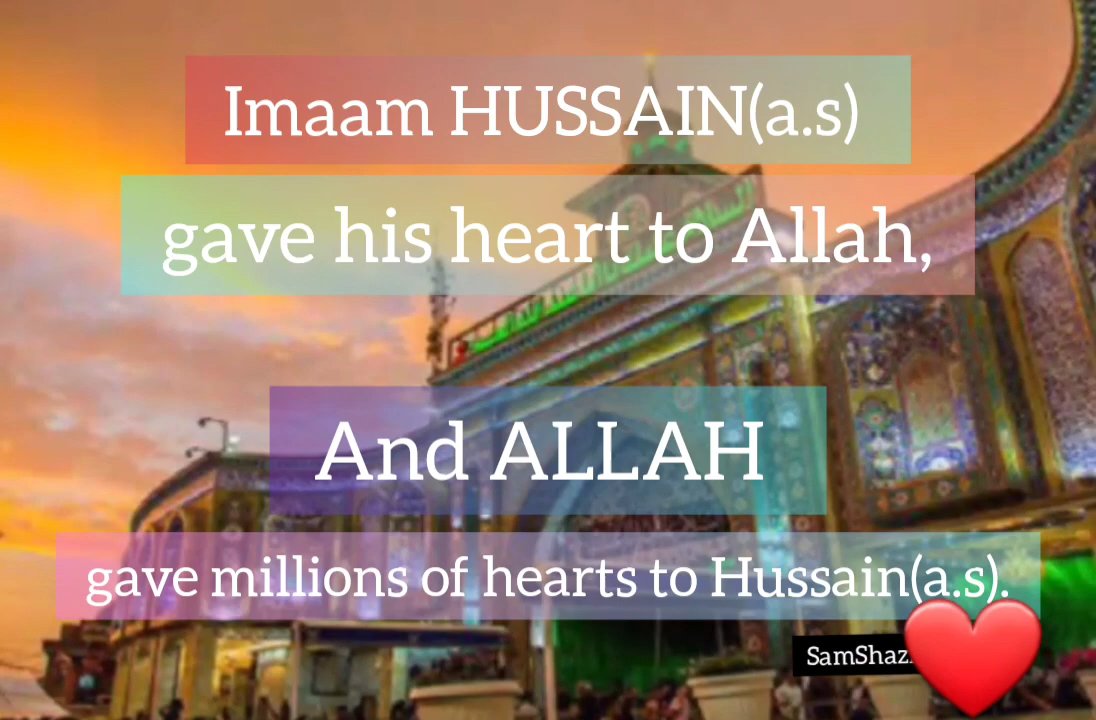 Imaam HUSSAIN(a.s)
gave his heart to Allah,
And ALLAH
gave millions of hearts to Hussain(a.s).